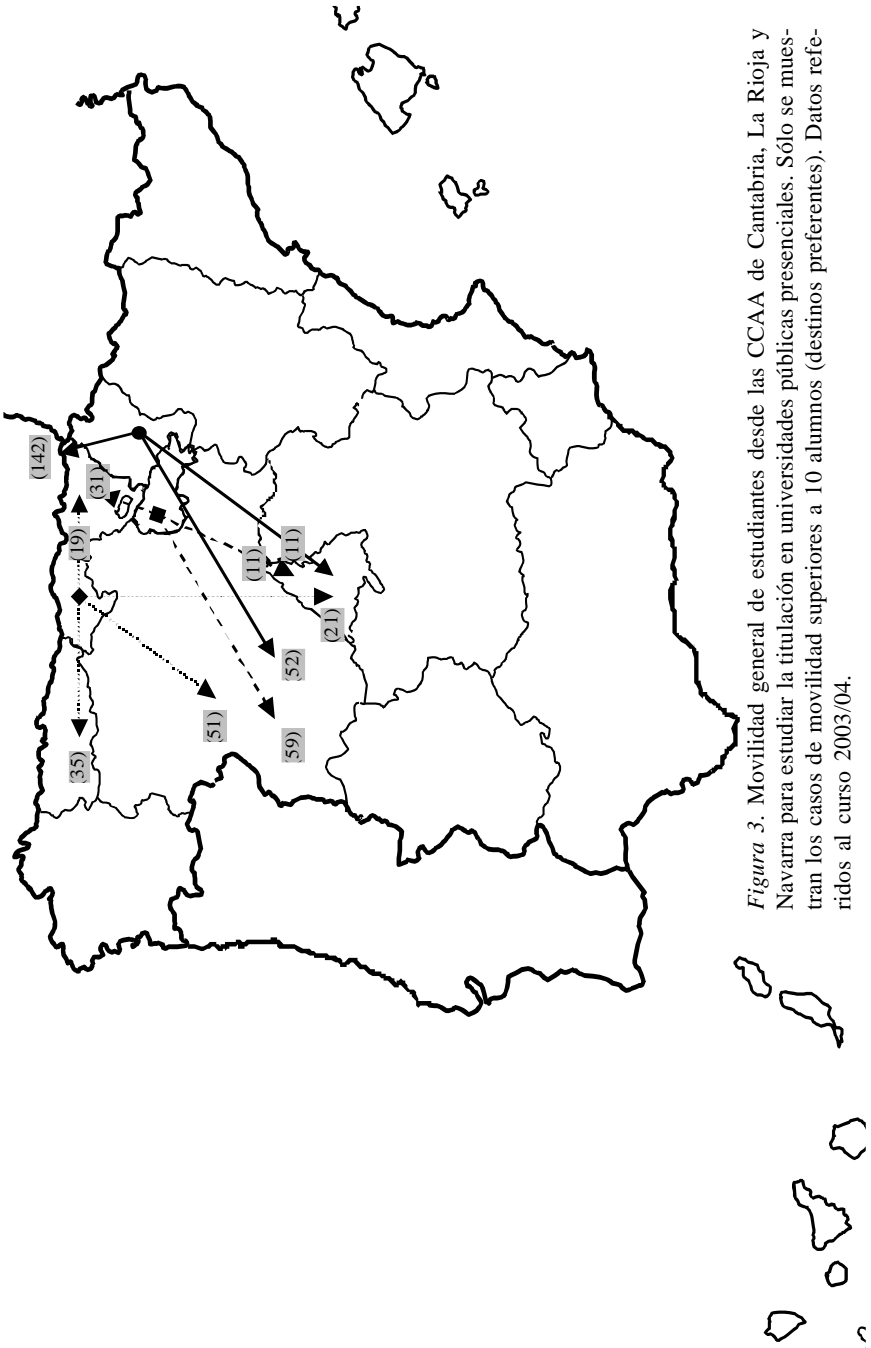 (142)
(31)
(19)
(35)
(11)
(11)
(21)
(52)
(51)
(59)
Figura 3. Movilidad general de estudiantes desde las CCAA de Cantabria, La Rioja y
Navarra para estudiar la titulación en universidades públicas presenciales. Sólo se mues-
tran los casos de movilidad superiores a 10 alumnos (destinos preferentes). Datos refe-
ridos al curso 2003/04.